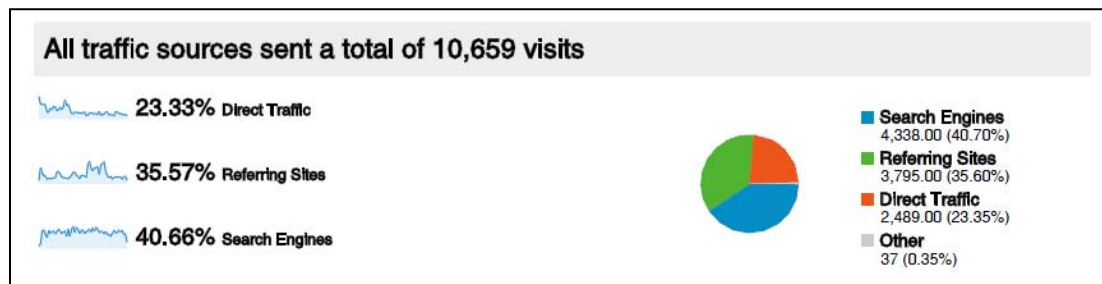 All traffic sources sent a total of 10,659 visits
23.33% Direct Traffic
35.57% Referring Sites
40.66% Search Engines
Search Engines
4,338.00 (40.70%)
Referring Sites
3,795.00 (35.60%)
Direct Traffic
2,489.00 (23.35%)
Other
37 (0.35%)